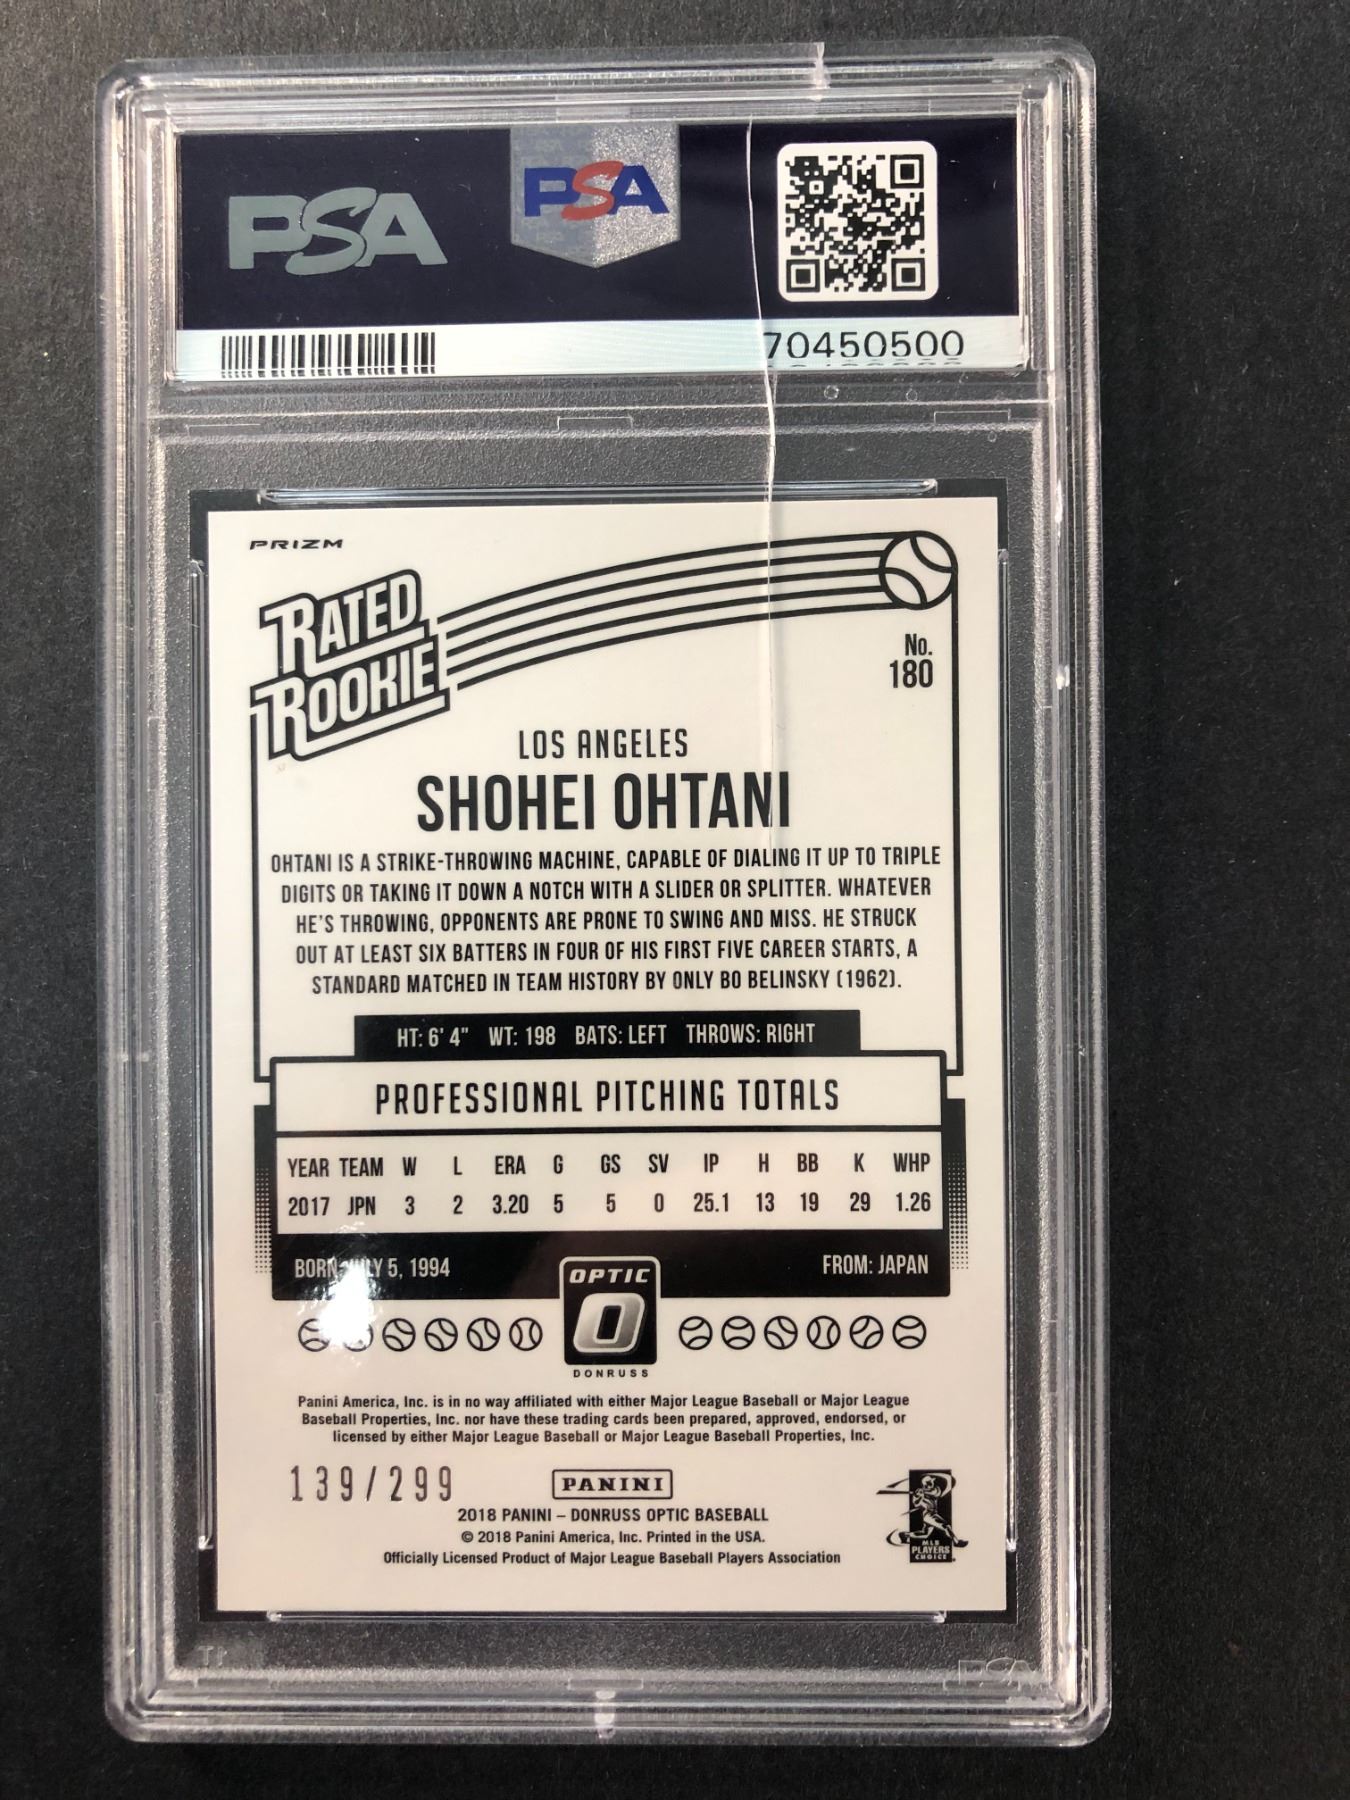 PSA
PSA
70450500
PRIZM
RATED
ROOKIE
No.
180
LOS ANGELES
SHOHEI OHTANI
OHTANI IS A STRIKE-THROWING MACHINE, CAPABLE OF DIALING IT UP TO TRIPLE
DIGITS OR TAKING IT DOWN A NOTCH WITH A SLIDER OR SPLITTER. WHATEVER
HE'S THROWING, OPPONENTS ARE PRONE TO SWING AND MISS. HE STRUCK
OUT AT LEAST SIX BATTERS IN FOUR OF HIS FIRST FIVE CAREER STARTS, A
STANDARD MATCHED IN TEAM HISTORY BY ONLY BO BELINSKY (1962).
HT: 6' 4" WT: 198 BATS: LEFT THROWS: RIGHT
PROFESSIONAL PITCHING TOTALS
YEAR TEAM W L ERA G GS SV IP H BB K WHP
2017 JPN 3 2 3.20 5 5 0 25.1 13 19 29 1.26
BORN: JULY 5, 1994 FROM: JAPAN
OPTIC
O
DONRUSS
Panini America, Inc. is in no way affiliated with either Major League Baseball or Major League
Baseball Properties, Inc. nor have these trading cards been prepared, approved, endorsed, or
licensed by either Major League Baseball or Major League Baseball Properties, Inc.
139/299
PANINI
2018 PANINI – DONRUSS OPTIC BASEBALL
© 2018 Panini America, Inc. Printed in the USA.
Officially Licensed Product of Major League Baseball Players Association
MLB
PLAYERS
CHOICE
PSA